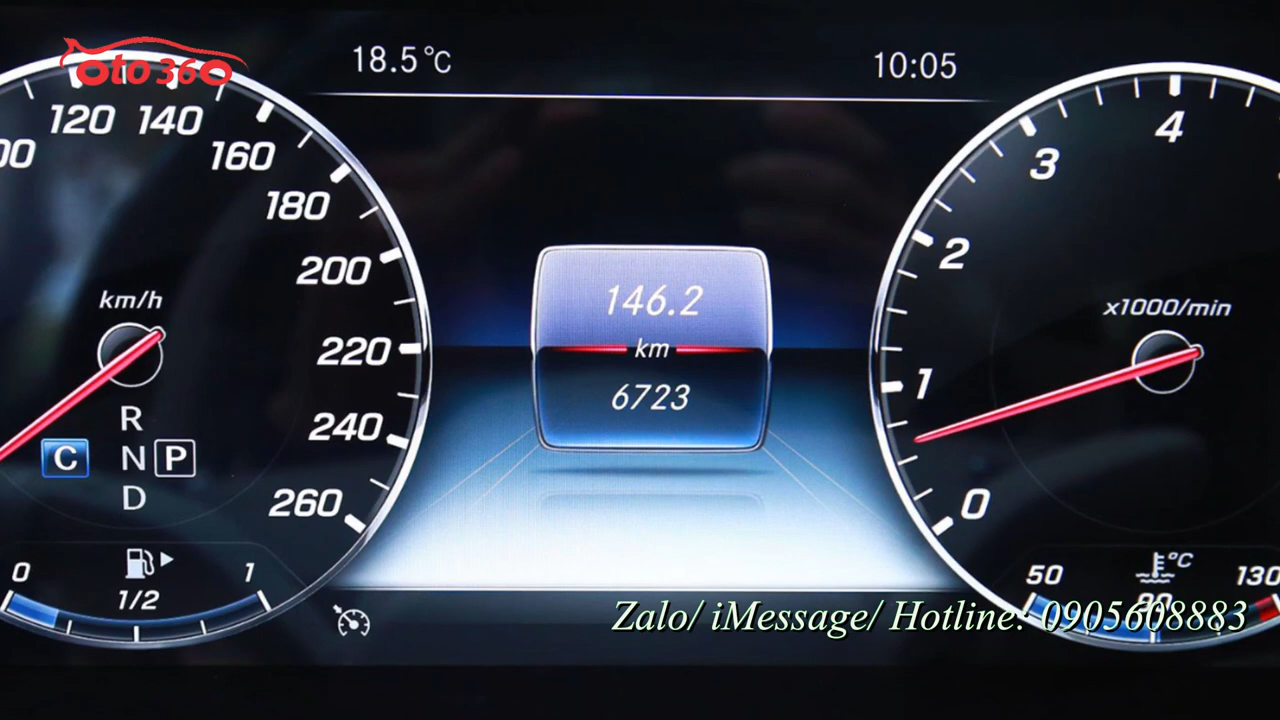 oto360
18.5°C
10:05
120 140
160
180
200
220
240
260
km/h
R
C N P
D
0 1
1/2
146.2
km
6723
4
3
2
1
0
x1000/min
°C
50 130
Zalo/ iMessage/ Hotline: 0905608883